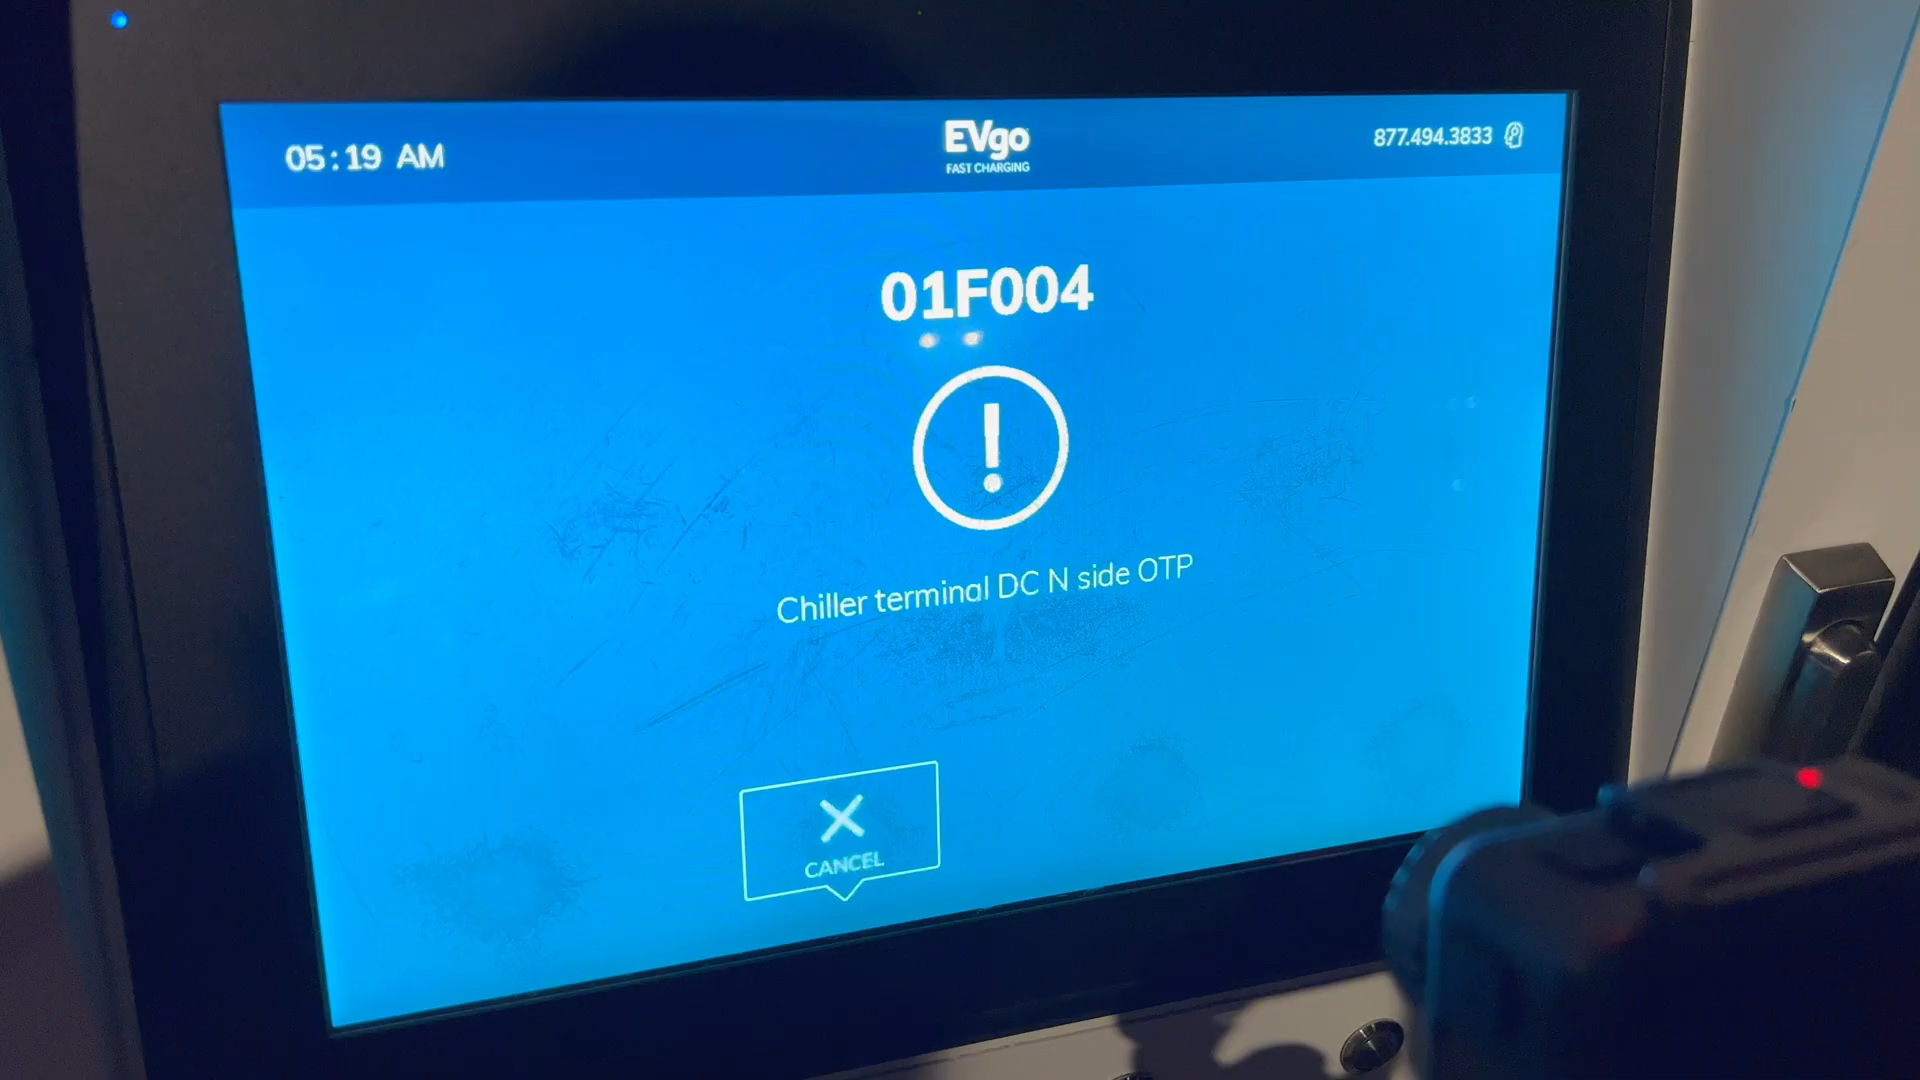 05:19 AM
EVgo
FAST CHARGING
877.494.3833
01F004
!
Chiller terminal DC N side OTP
CANCEL